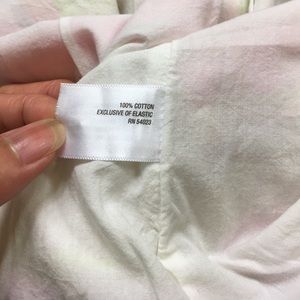 100% COTTON
EXCLUSIVE OF ELASTIC
RN 54023